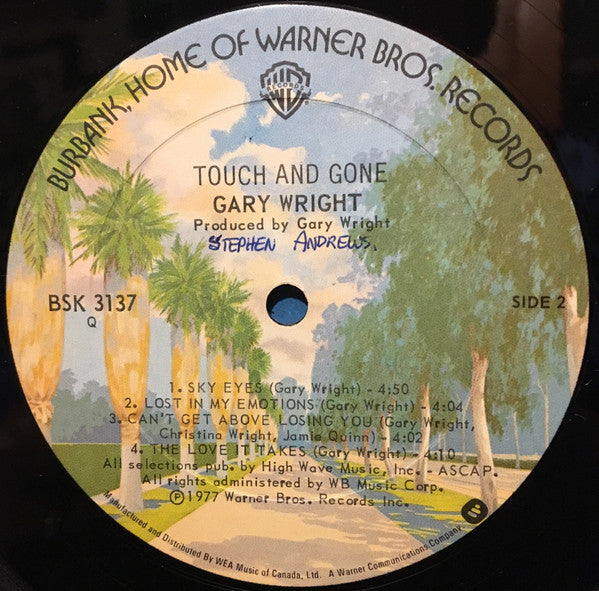 BURBANK, HOME OF WARNER BROS. RECORDS
WB
RECORDS
TOUCH AND GONE
GARY WRIGHT
Produced by Gary Wright
STEPHEN ANDREWS.
BSK 3137
Q
SIDE 2
1. SKY EYES (Gary Wright) - 4:50
2. LOST IN MY EMOTIONS (Gary Wright) - 4:04
3. CAN'T GET ABOVE LOSING YOU (Gary Wright,
Christina Wright, Jamie Quinn) - 4:02
4. THE LOVE IT TAKES (Gary Wright) - 4:10
All selections pub. by High Wave Music, Inc. - ASCAP.
All rights administered by WB Music Corp.
Ⓟ1977 Warner Bros. Records Inc.
Manufactured and Distributed By WEA Music of Canada, Ltd. A Warner Communications Company